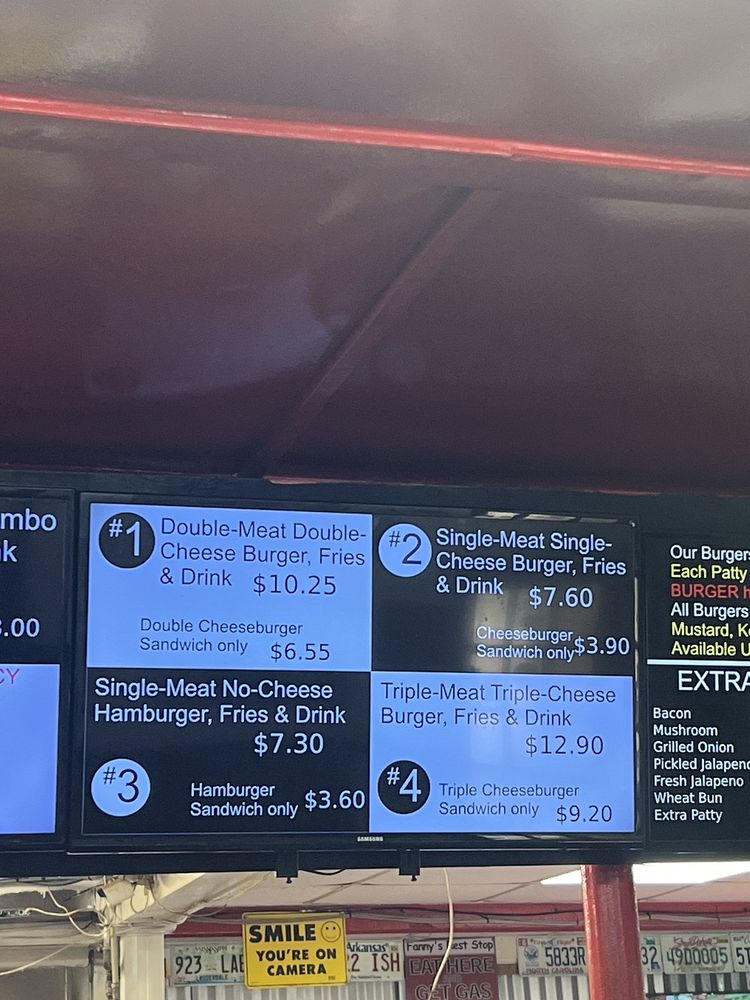 mbo
k
.00
CY
#1 Double-Meat Double-
Cheese Burger, Fries
& Drink $10.25
Double Cheeseburger
Sandwich only $6.55
#2 Single-Meat Single-
Cheese Burger, Fries
& Drink $7.60
Cheeseburger
Sandwich only $3.90
Single-Meat No-Cheese
Hamburger, Fries & Drink
$7.30
#3 Hamburger
Sandwich only $3.60
Triple-Meat Triple-Cheese
Burger, Fries & Drink
$12.90
#4 Triple Cheeseburger
Sandwich only $9.20
SAMSUNG
Our Burgers
Each Patty
BURGER h
All Burgers
Mustard, K
Available U
EXTRA
Bacon
Mushroom
Grilled Onion
Pickled Jalapeno
Fresh Jalapeno
Wheat Bun
Extra Patty
SMILE
YOU'RE ON
CAMERA
923 LAE
Arkansas
2 ISH
Fanny's Rest Stop
EAT HERE
GET GAS
5833R
NORTH CAROLINA
32
4900005
5T